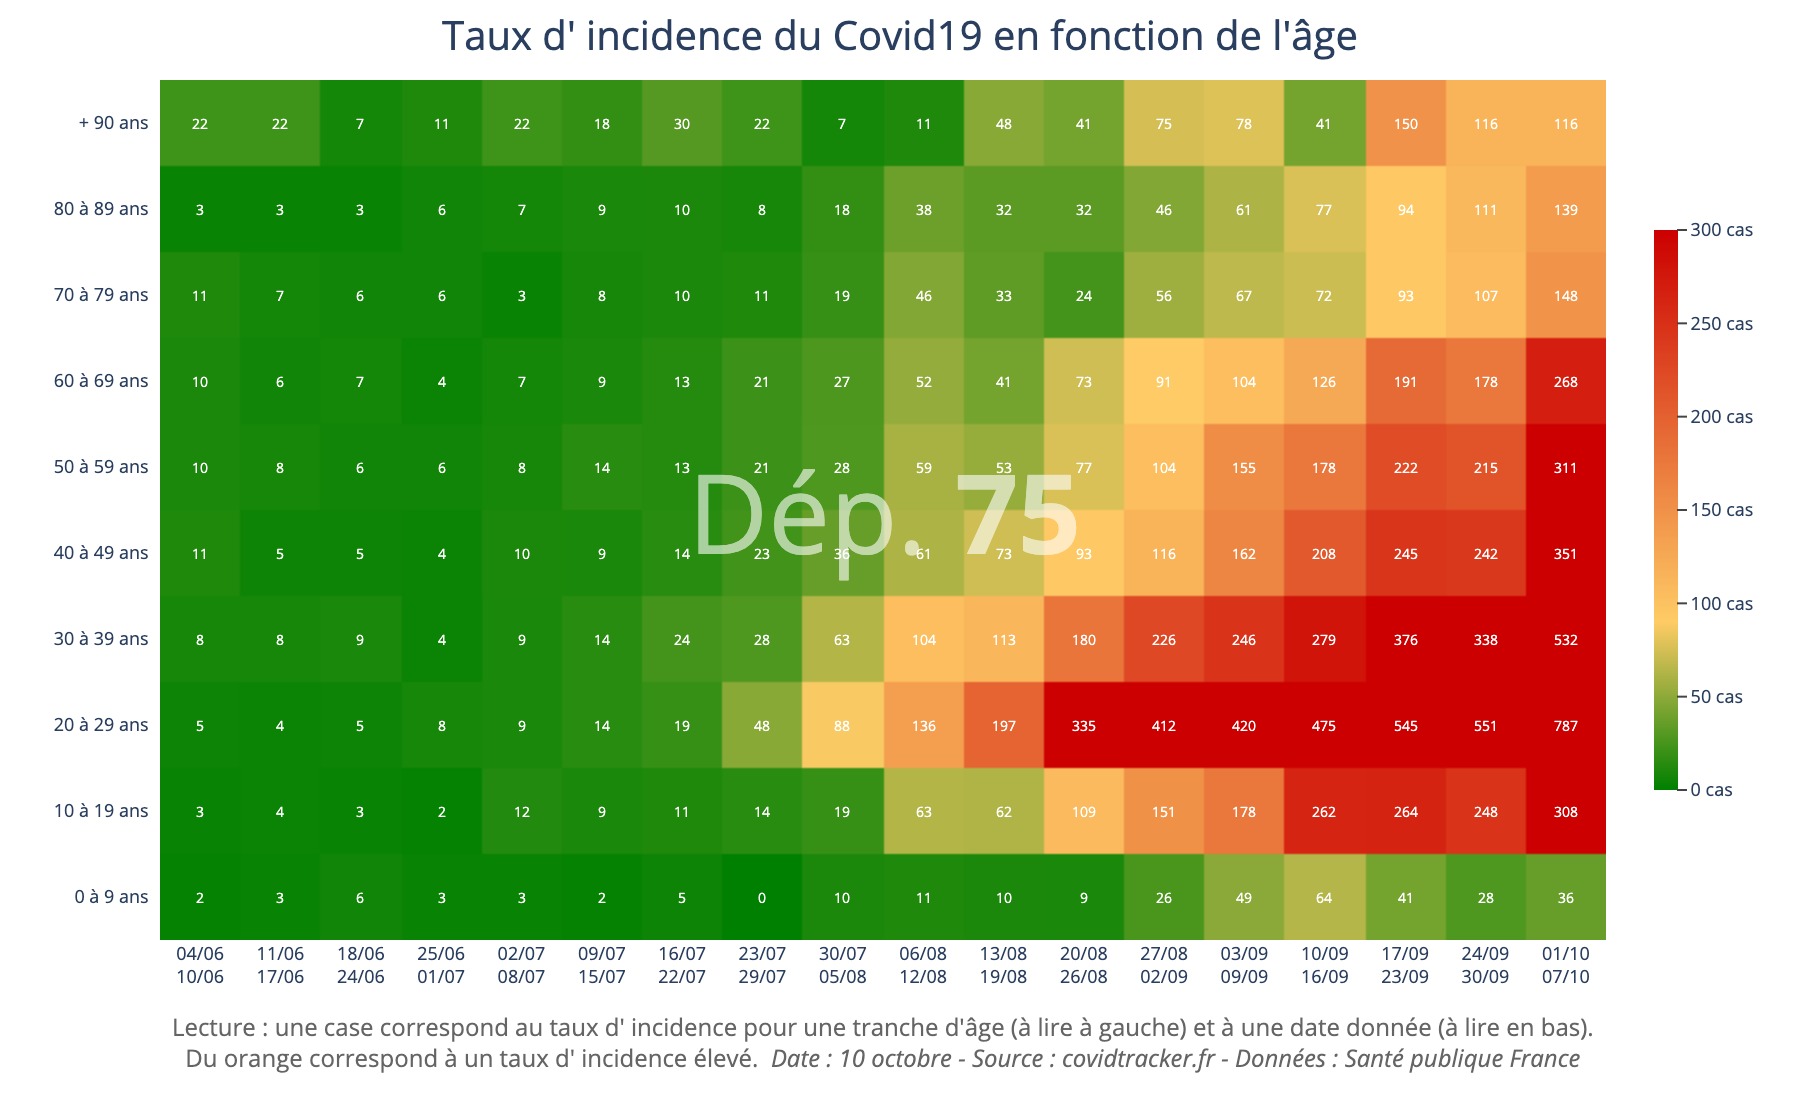 Taux d' incidence du Covid19 en fonction de l'âge
+ 90 ans 22 22 7 11 22 18 30 22 7 11 48 41 75 78 41 150 116 116
80 à 89 ans 3 3 3 6 7 9 10 8 18 38 32 32 46 61 77 94 111 139
300 cas
70 à 79 ans 11 7 6 6 3 8 10 11 19 46 33 24 56 67 72 93 107 148
250 cas
60 à 69 ans 10 6 7 4 7 9 13 21 27 52 41 73 91 104 126 191 178 268
200 cas
50 à 59 ans 10 8 6 6 8 14 13 21 28 59 53 77 104 155 178 222 215 311
Dép. 75
150 cas
40 à 49 ans 11 5 5 4 10 9 14 23 36 61 73 93 116 162 208 245 242 351
100 cas
30 à 39 ans 8 8 9 4 9 14 24 28 63 104 113 180 226 246 279 376 338 532
50 cas
20 à 29 ans 5 4 5 8 9 14 19 48 88 136 197 335 412 420 475 545 551 787
0 cas
10 à 19 ans 3 4 3 2 12 9 11 14 19 63 62 109 151 178 262 264 248 308
0 à 9 ans 2 3 6 3 3 2 5 0 10 11 10 9 26 49 64 41 28 36
04/06 11/06 18/06 25/06 02/07 09/07 16/07 23/07 30/07 06/08 13/08 20/08 27/08 03/09 10/09 17/09 24/09 01/10
10/06 17/06 24/06 01/07 08/07 15/07 22/07 29/07 05/08 12/08 19/08 26/08 02/09 09/09 16/09 23/09 30/09 07/10
Lecture : une case correspond au taux d' incidence pour une tranche d'âge (à lire à gauche) et à une date donnée (à lire en bas).
Du orange correspond à un taux d' incidence élevé. Date : 10 octobre - Source : covidtracker.fr - Données : Santé publique France